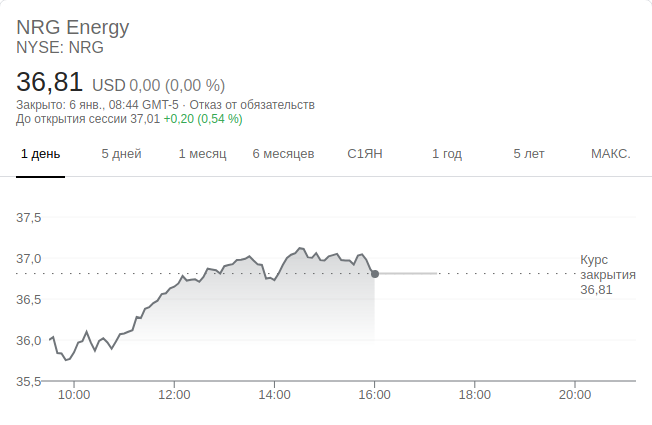 NRG Energy
NYSE: NRG
36,81 USD 0,00 (0,00 %)
Закрыто: 6 янв., 08:44 GMT-5 · Отказ от обязательств
До открытия сессии 37,01 +0,20 (0,54 %)
1 день 5 дней 1 месяц 6 месяцев С1ЯН 1 год 5 лет МАКС.
37,5
37,0
36,5
36,0
35,5
Курс
закрытия
36,81
10:00 12:00 14:00 16:00 18:00 20:00